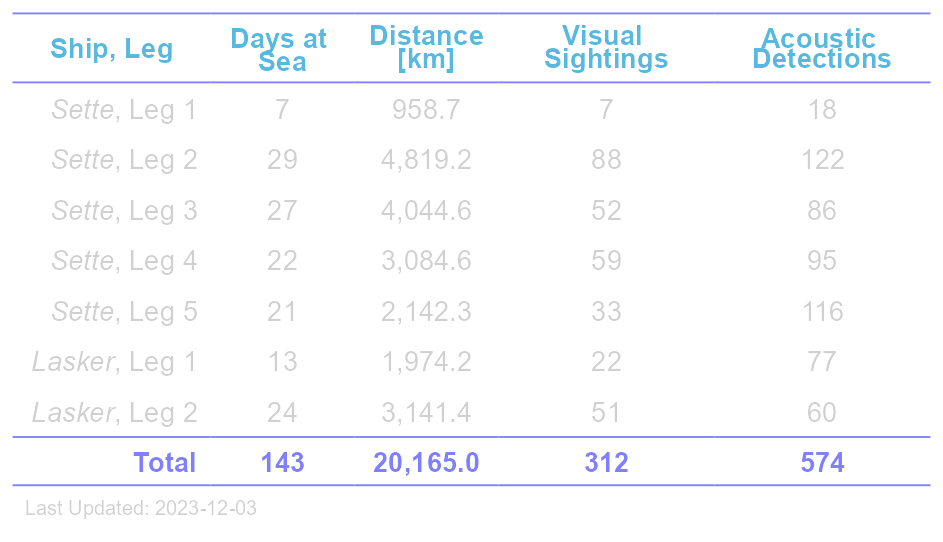 Ship, Leg Days at Sea Distance [km] Visual Sightings Acoustic Detections
Sette, Leg 1 7 958.7 7 18
Sette, Leg 2 29 4,819.2 88 122
Sette, Leg 3 27 4,044.6 52 86
Sette, Leg 4 22 3,084.6 59 95
Sette, Leg 5 21 2,142.3 33 116
Lasker, Leg 1 13 1,974.2 22 77
Lasker, Leg 2 24 3,141.4 51 60
Total 143 20,165.0 312 574
Last Updated: 2023-12-03